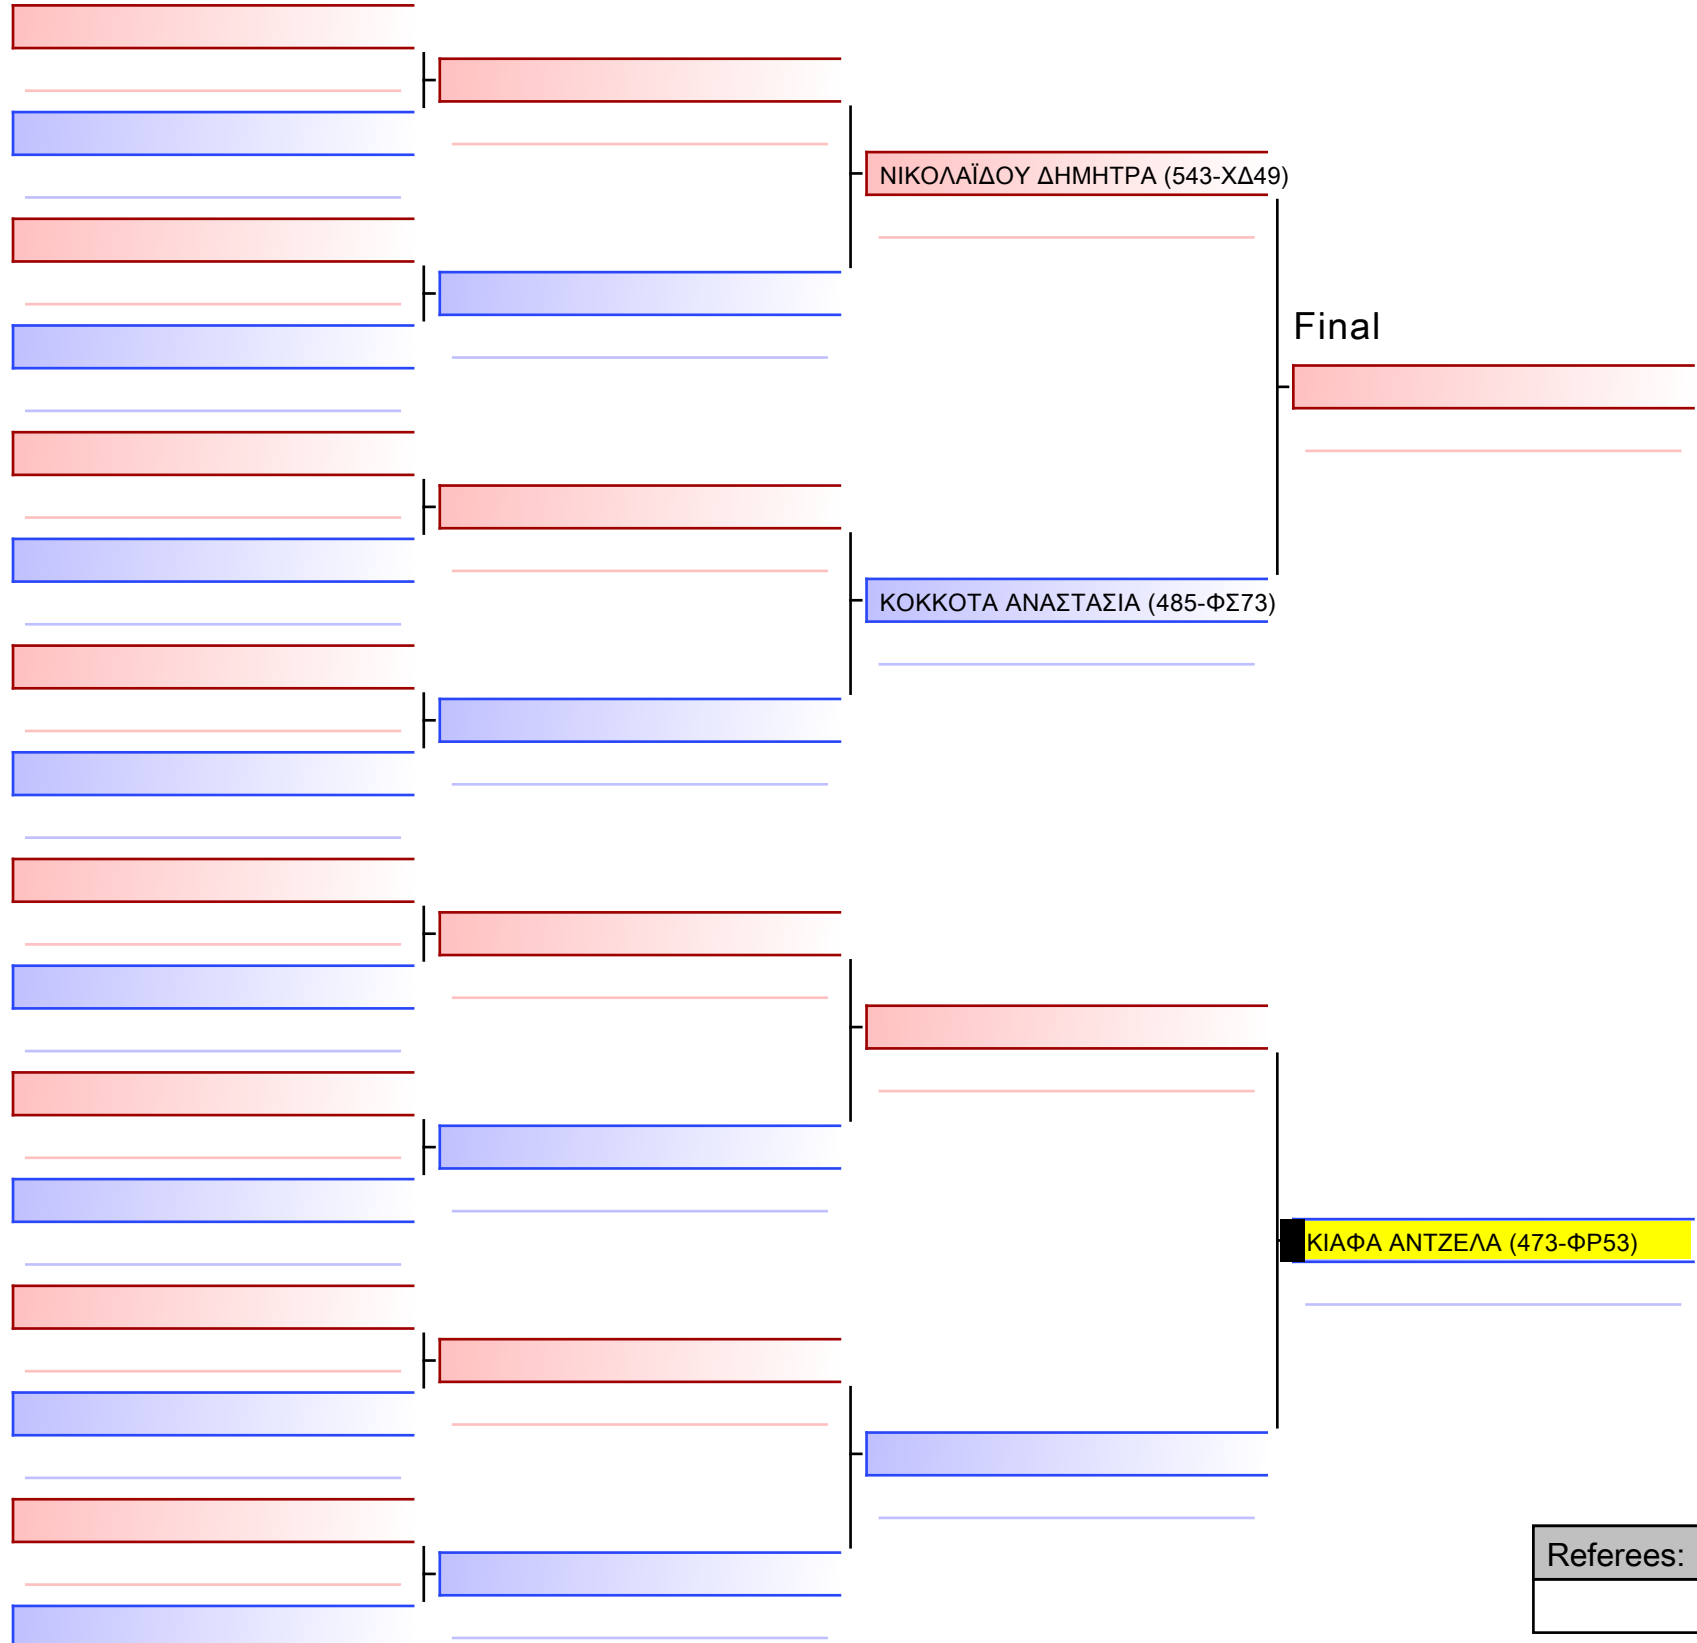 ΝΙΚΟΛΑΪΔΟΥ ΔΗΜΗΤΡΑ (543-ΧΔ49)
Final
ΚΟΚΚΟΤΑ ΑΝΑΣΤΑΣΙΑ (485-ΦΣ73)
ΚΙΑΦΑ ΑΝΤΖΕΛΑ (473-ΦΡ53)
Referees: